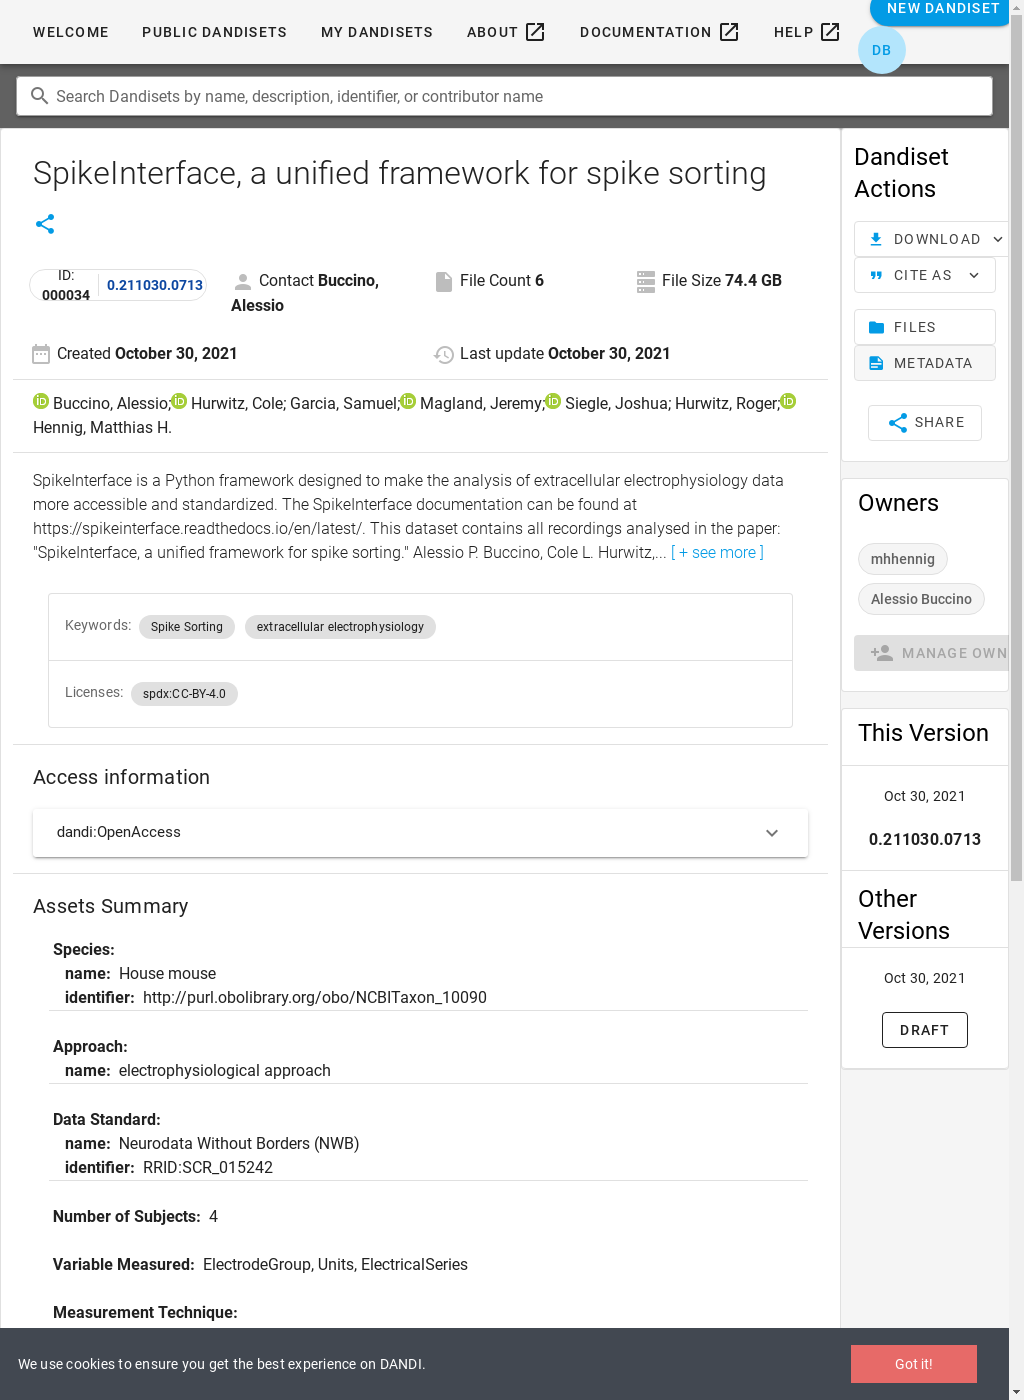 WELCOME
PUBLIC DANDISETS
MY DANDISETS
ABOUT
DOCUMENTATION
HELP
NEW DANDISET
DB
Search Dandisets by name, description, identifier, or contributor name
SpikeInterface, a unified framework for spike sorting
ID:
000034
0.211030.0713
Contact Buccino,
Alessio
File Count 6
File Size 74.4 GB
Created October 30, 2021
Last update October 30, 2021
iD Buccino, Alessio; iD Hurwitz, Cole; Garcia, Samuel; iD Magland, Jeremy; iD Siegle, Joshua; Hurwitz, Roger; iD
Hennig, Matthias H.
SpikeInterface is a Python framework designed to make the analysis of extracellular electrophysiology data
more accessible and standardized. The SpikeInterface documentation can be found at
https://spikeinterface.readthedocs.io/en/latest/. This dataset contains all recordings analysed in the paper:
"SpikeInterface, a unified framework for spike sorting." Alessio P. Buccino, Cole L. Hurwitz,... [ + see more ]
Keywords: Spike Sorting extracellular electrophysiology
Licenses: spdx:CC-BY-4.0
Access information
dandi:OpenAccess
Assets Summary
Species:
name: House mouse
identifier: http://purl.obolibrary.org/obo/NCBITaxon_10090
Approach:
name: electrophysiological approach
Data Standard:
name: Neurodata Without Borders (NWB)
identifier: RRID:SCR_015242
Number of Subjects: 4
Variable Measured: ElectrodeGroup, Units, ElectricalSeries
Measurement Technique:
Dandiset
Actions
DOWNLOAD
CITE AS
FILES
METADATA
SHARE
Owners
mhhennig
Alessio Buccino
MANAGE OWN
This Version
Oct 30, 2021
0.211030.0713
Other
Versions
Oct 30, 2021
DRAFT
We use cookies to ensure you get the best experience on DANDI.
Got it!